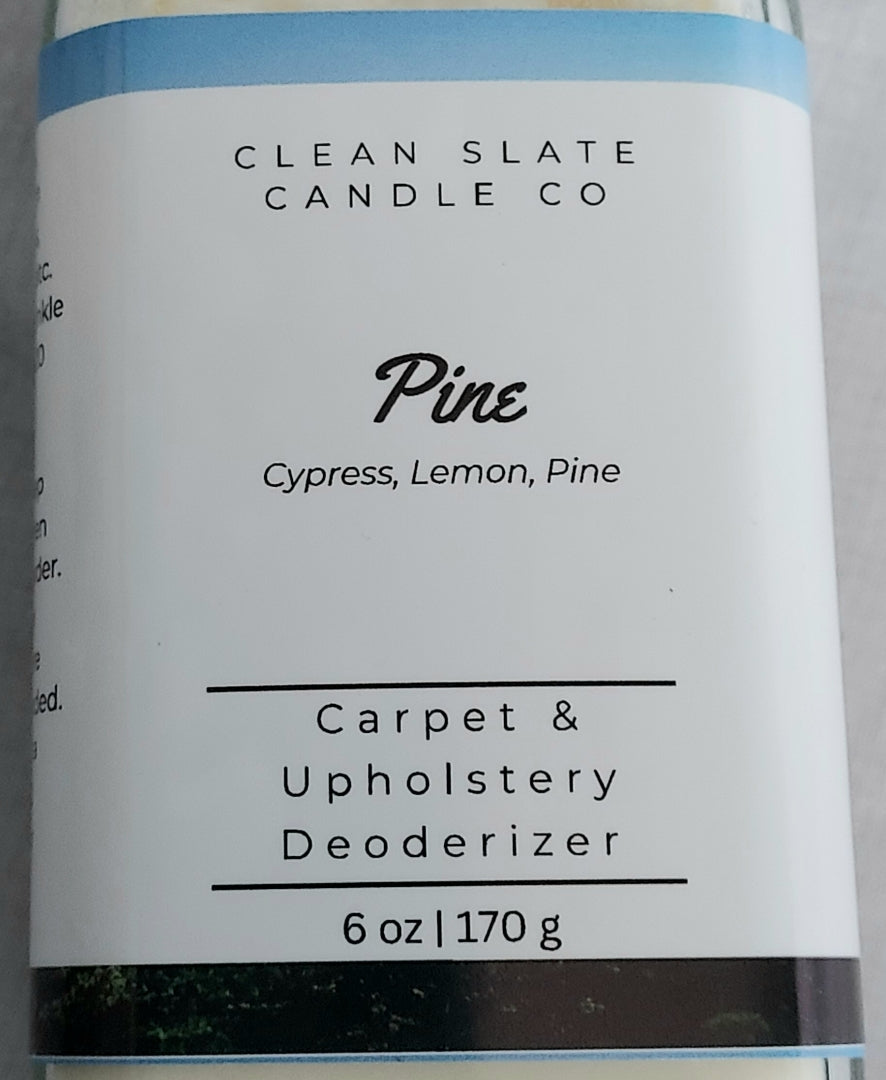 CLEAN SLATE
CANDLE CO
Pine
Cypress, Lemon, Pine
Carpet &
Upholstery
Deoderizer
6 oz | 170 g